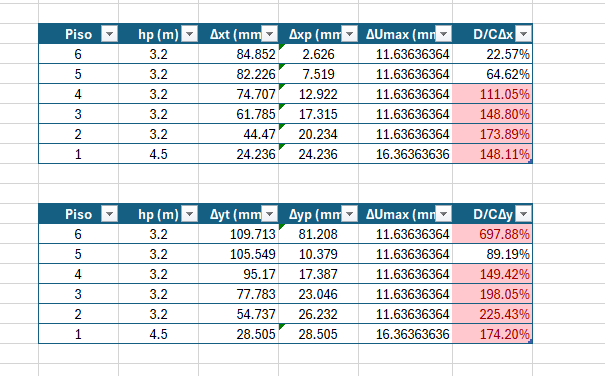 Piso hp (m) Δxt (mm Δxp (mm ΔUmax (mm D/CΔx
6 3.2 84.852 2.626 11.63636364 22.57%
5 3.2 82.226 7.519 11.63636364 64.62%
4 3.2 74.707 12.922 11.63636364 111.05%
3 3.2 61.785 17.315 11.63636364 148.80%
2 3.2 44.47 20.234 11.63636364 173.89%
1 4.5 24.236 24.236 16.36363636 148.11%
Piso hp (m) Δyt (mm Δyp (mm ΔUmax (mm D/CΔy
6 3.2 109.713 81.208 11.63636364 697.88%
5 3.2 105.549 10.379 11.63636364 89.19%
4 3.2 95.17 17.387 11.63636364 149.42%
3 3.2 77.783 23.046 11.63636364 198.05%
2 3.2 54.737 26.232 11.63636364 225.43%
1 4.5 28.505 28.505 16.36363636 174.20%